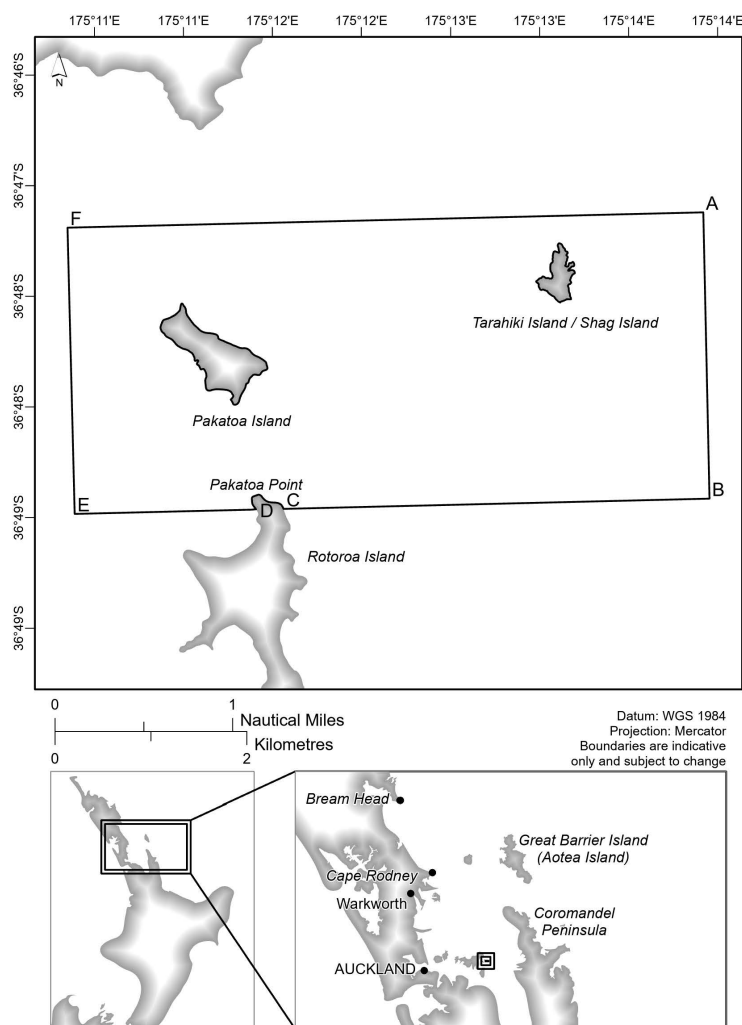 175°11'E 175°11'E 175°12'E 175°12'E 175°13'E 175°13'E 175°14'E 175°14'E
36°46'S
N
36°47'S
F
A
36°48'S
Tarahiki Island / Shag Island
36°48'S
Pakatoa Island
Pakatoa Point
E
D
C
B
36°49'S
Rotoroa Island
36°49'S
0 1
Nautical Miles
Kilometres
0 2
Datum: WGS 1984
Projection: Mercator
Boundaries are indicative
only and subject to change
Bream Head
Great Barrier Island
(Aotea Island)
Cape Rodney
Warkworth
Coromandel
Peninsula
AUCKLAND